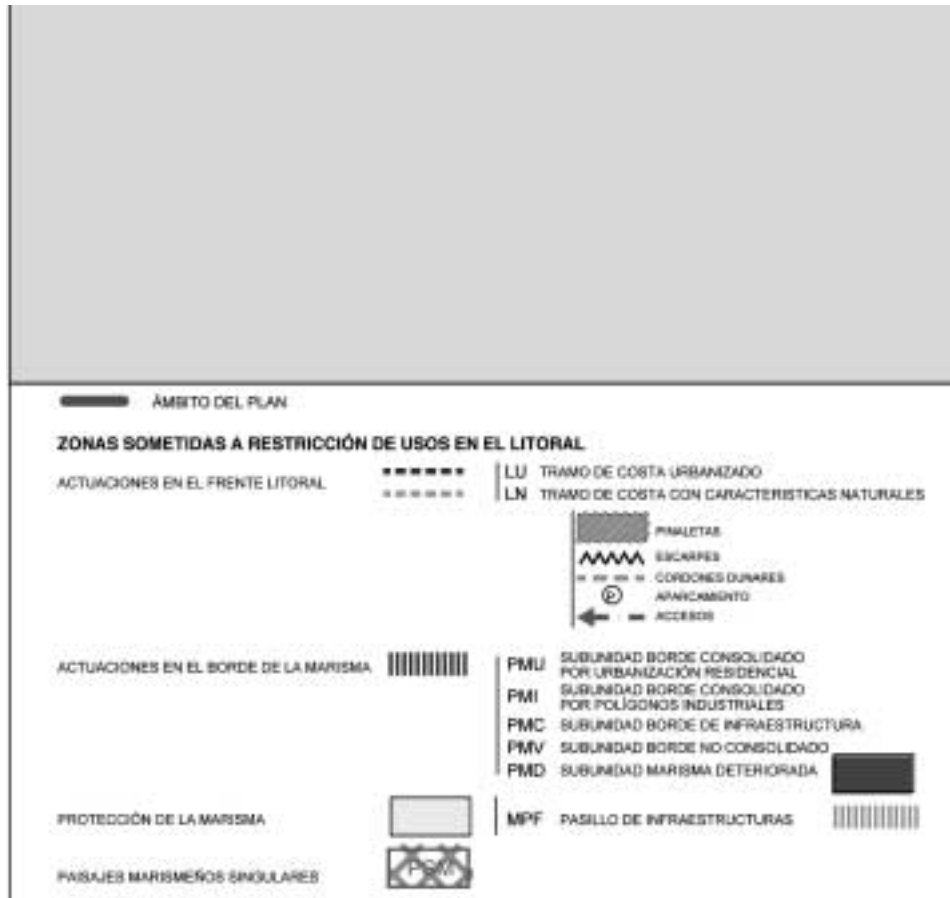 ÁMBITO DEL PLAN
ZONAS SOMETIDAS A RESTRICCIÓN DE USOS EN EL LITORAL
ACTUACIONES EN EL FRENTE LITORAL
LU TRAMO DE COSTA URBANIZADO
LN TRAMO DE COSTA CON CARACTERISTICAS NATURALES
PINALETAS
ESCARPES
CORDONES DUNARES
P APARCAMIENTO
ACCESOS
ACTUACIONES EN EL BORDE DE LA MARISMA
PMU SUBUNIDAD BORDE CONSOLIDADO
POR URBANIZACIÓN RESIDENCIAL
PMI SUBUNIDAD BORDE CONSOLIDADO
POR POLÍGONOS INDUSTRIALES
PMC SUBUNIDAD BORDE DE INFRAESTRUCTURA
PMV SUBUNIDAD BORDE NO CONSOLIDADO
PMD SUBUNIDAD MARISMA DETERIORADA
PROTECCIÓN DE LA MARISMA
MPF PASILLO DE INFRAESTRUCTURAS
PAISAJES MARISMEÑOS SINGULARES